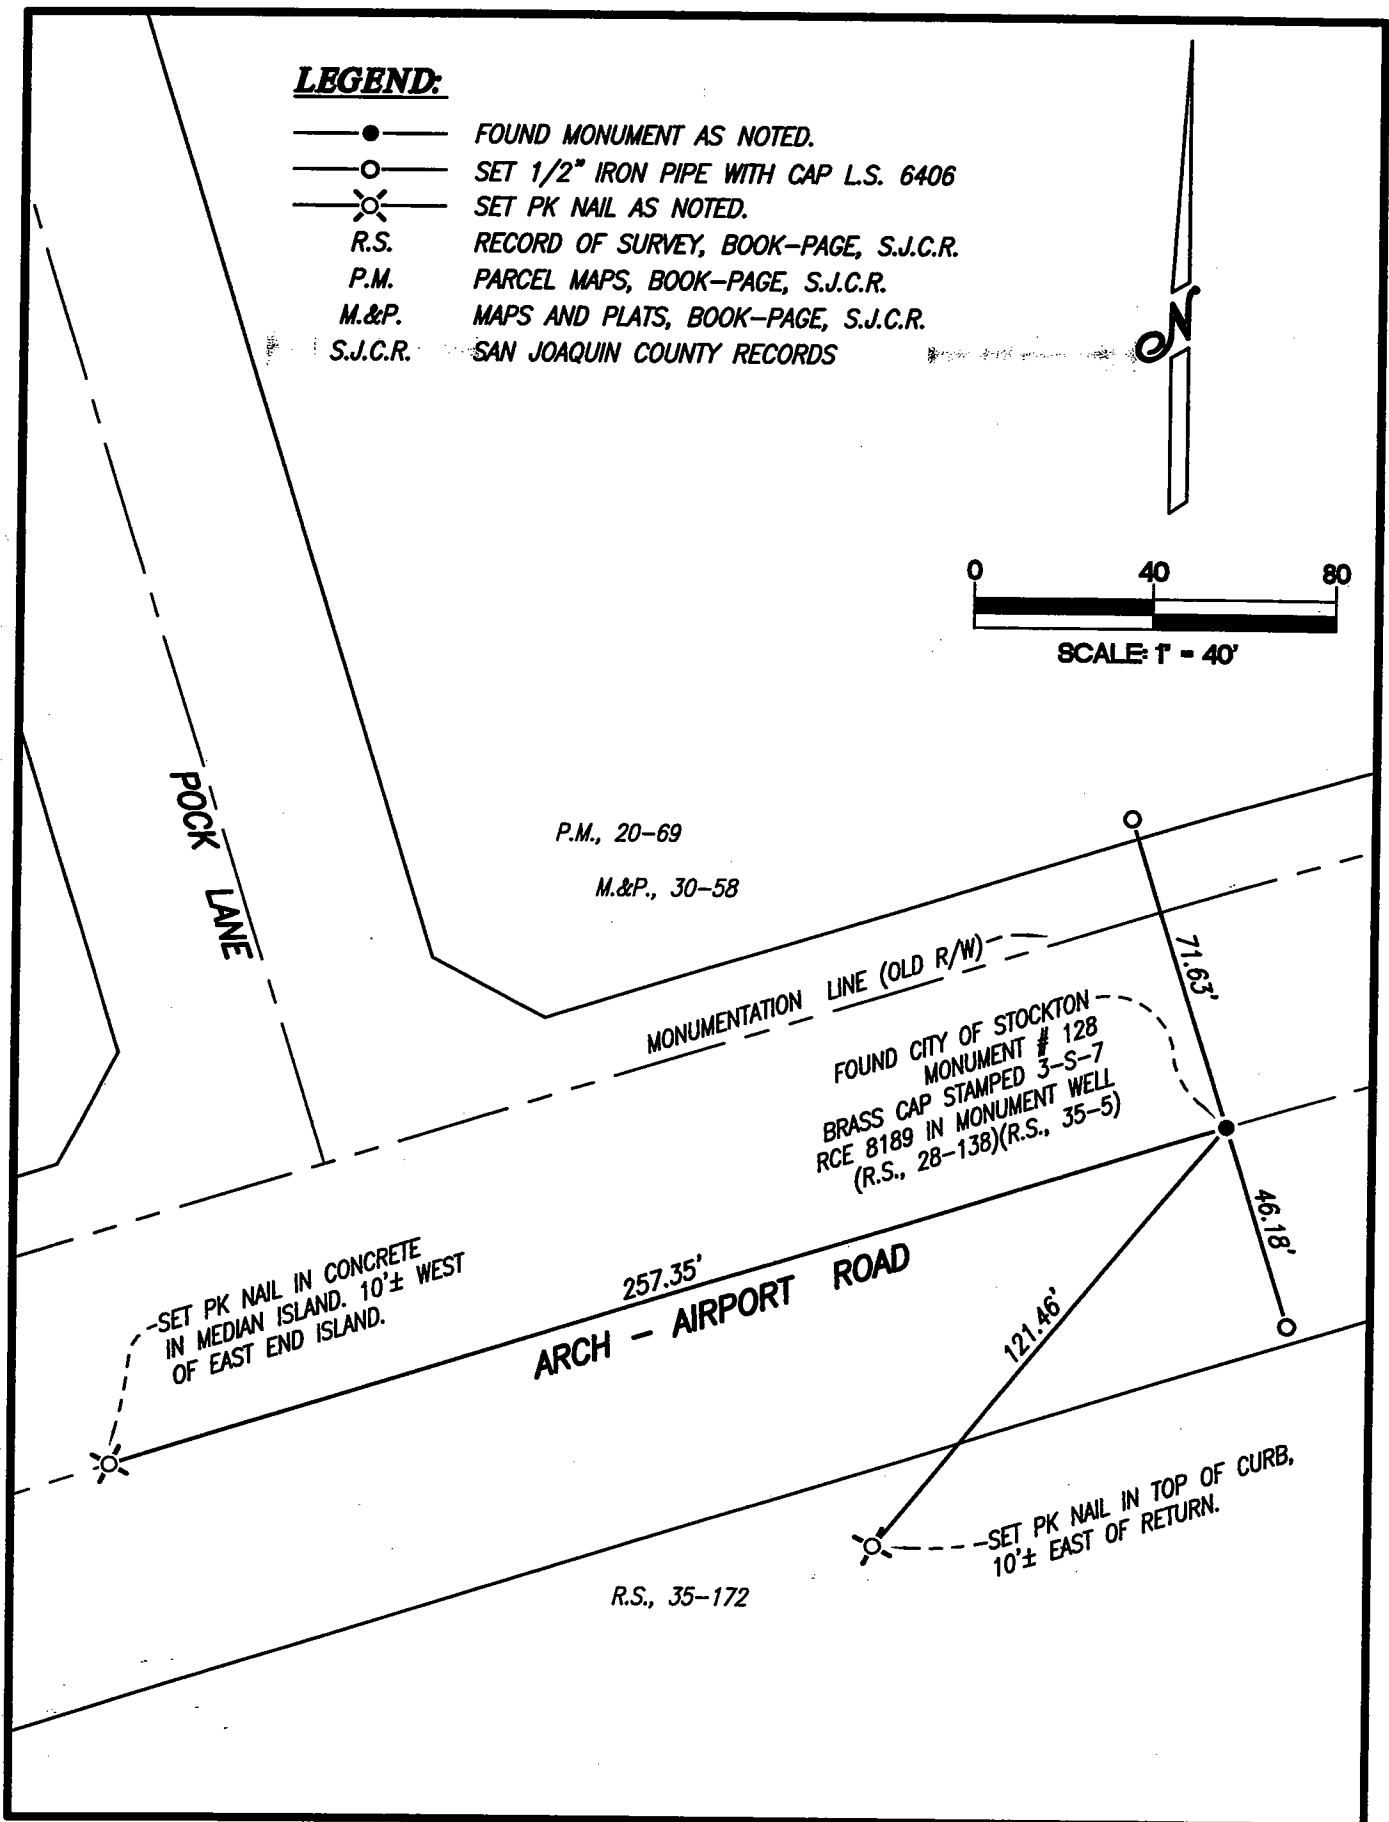 LEGEND:
FOUND MONUMENT AS NOTED.
SET 1/2" IRON PIPE WITH CAP L.S. 6406
SET PK NAIL AS NOTED.
R.S. RECORD OF SURVEY, BOOK-PAGE, S.J.C.R.
P.M. PARCEL MAPS, BOOK-PAGE, S.J.C.R.
M.&P. MAPS AND PLATS, BOOK-PAGE, S.J.C.R.
S.J.C.R. SAN JOAQUIN COUNTY RECORDS
N
0 40 80
SCALE: 1" = 40'
POCK LANE
P.M., 20-69
M.&P., 30-58
MONUMENTATION LINE (OLD R/W)
71.63'
FOUND CITY OF STOCKTON
MONUMENT # 128
BRASS CAP STAMPED 3-S-7
RCE 8189 IN MONUMENT WELL
(R.S., 28-138)(R.S., 35-5)
46.18'
SET PK NAIL IN CONCRETE
IN MEDIAN ISLAND. 10'± WEST
OF EAST END ISLAND.
257.35'
ARCH - AIRPORT ROAD
121.46'
SET PK NAIL IN TOP OF CURB,
10'± EAST OF RETURN.
R.S., 35-172